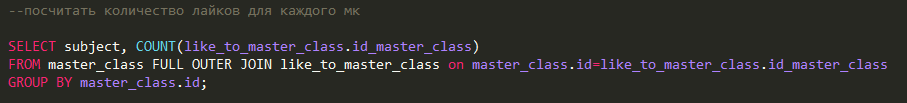 --посчитать количество лайков для каждого мк
SELECT subject, COUNT(like_to_master_class.id_master_class)
FROM master_class FULL OUTER JOIN like_to_master_class on master_class.id=like_to_master_class.id_master_class
GROUP BY master_class.id;